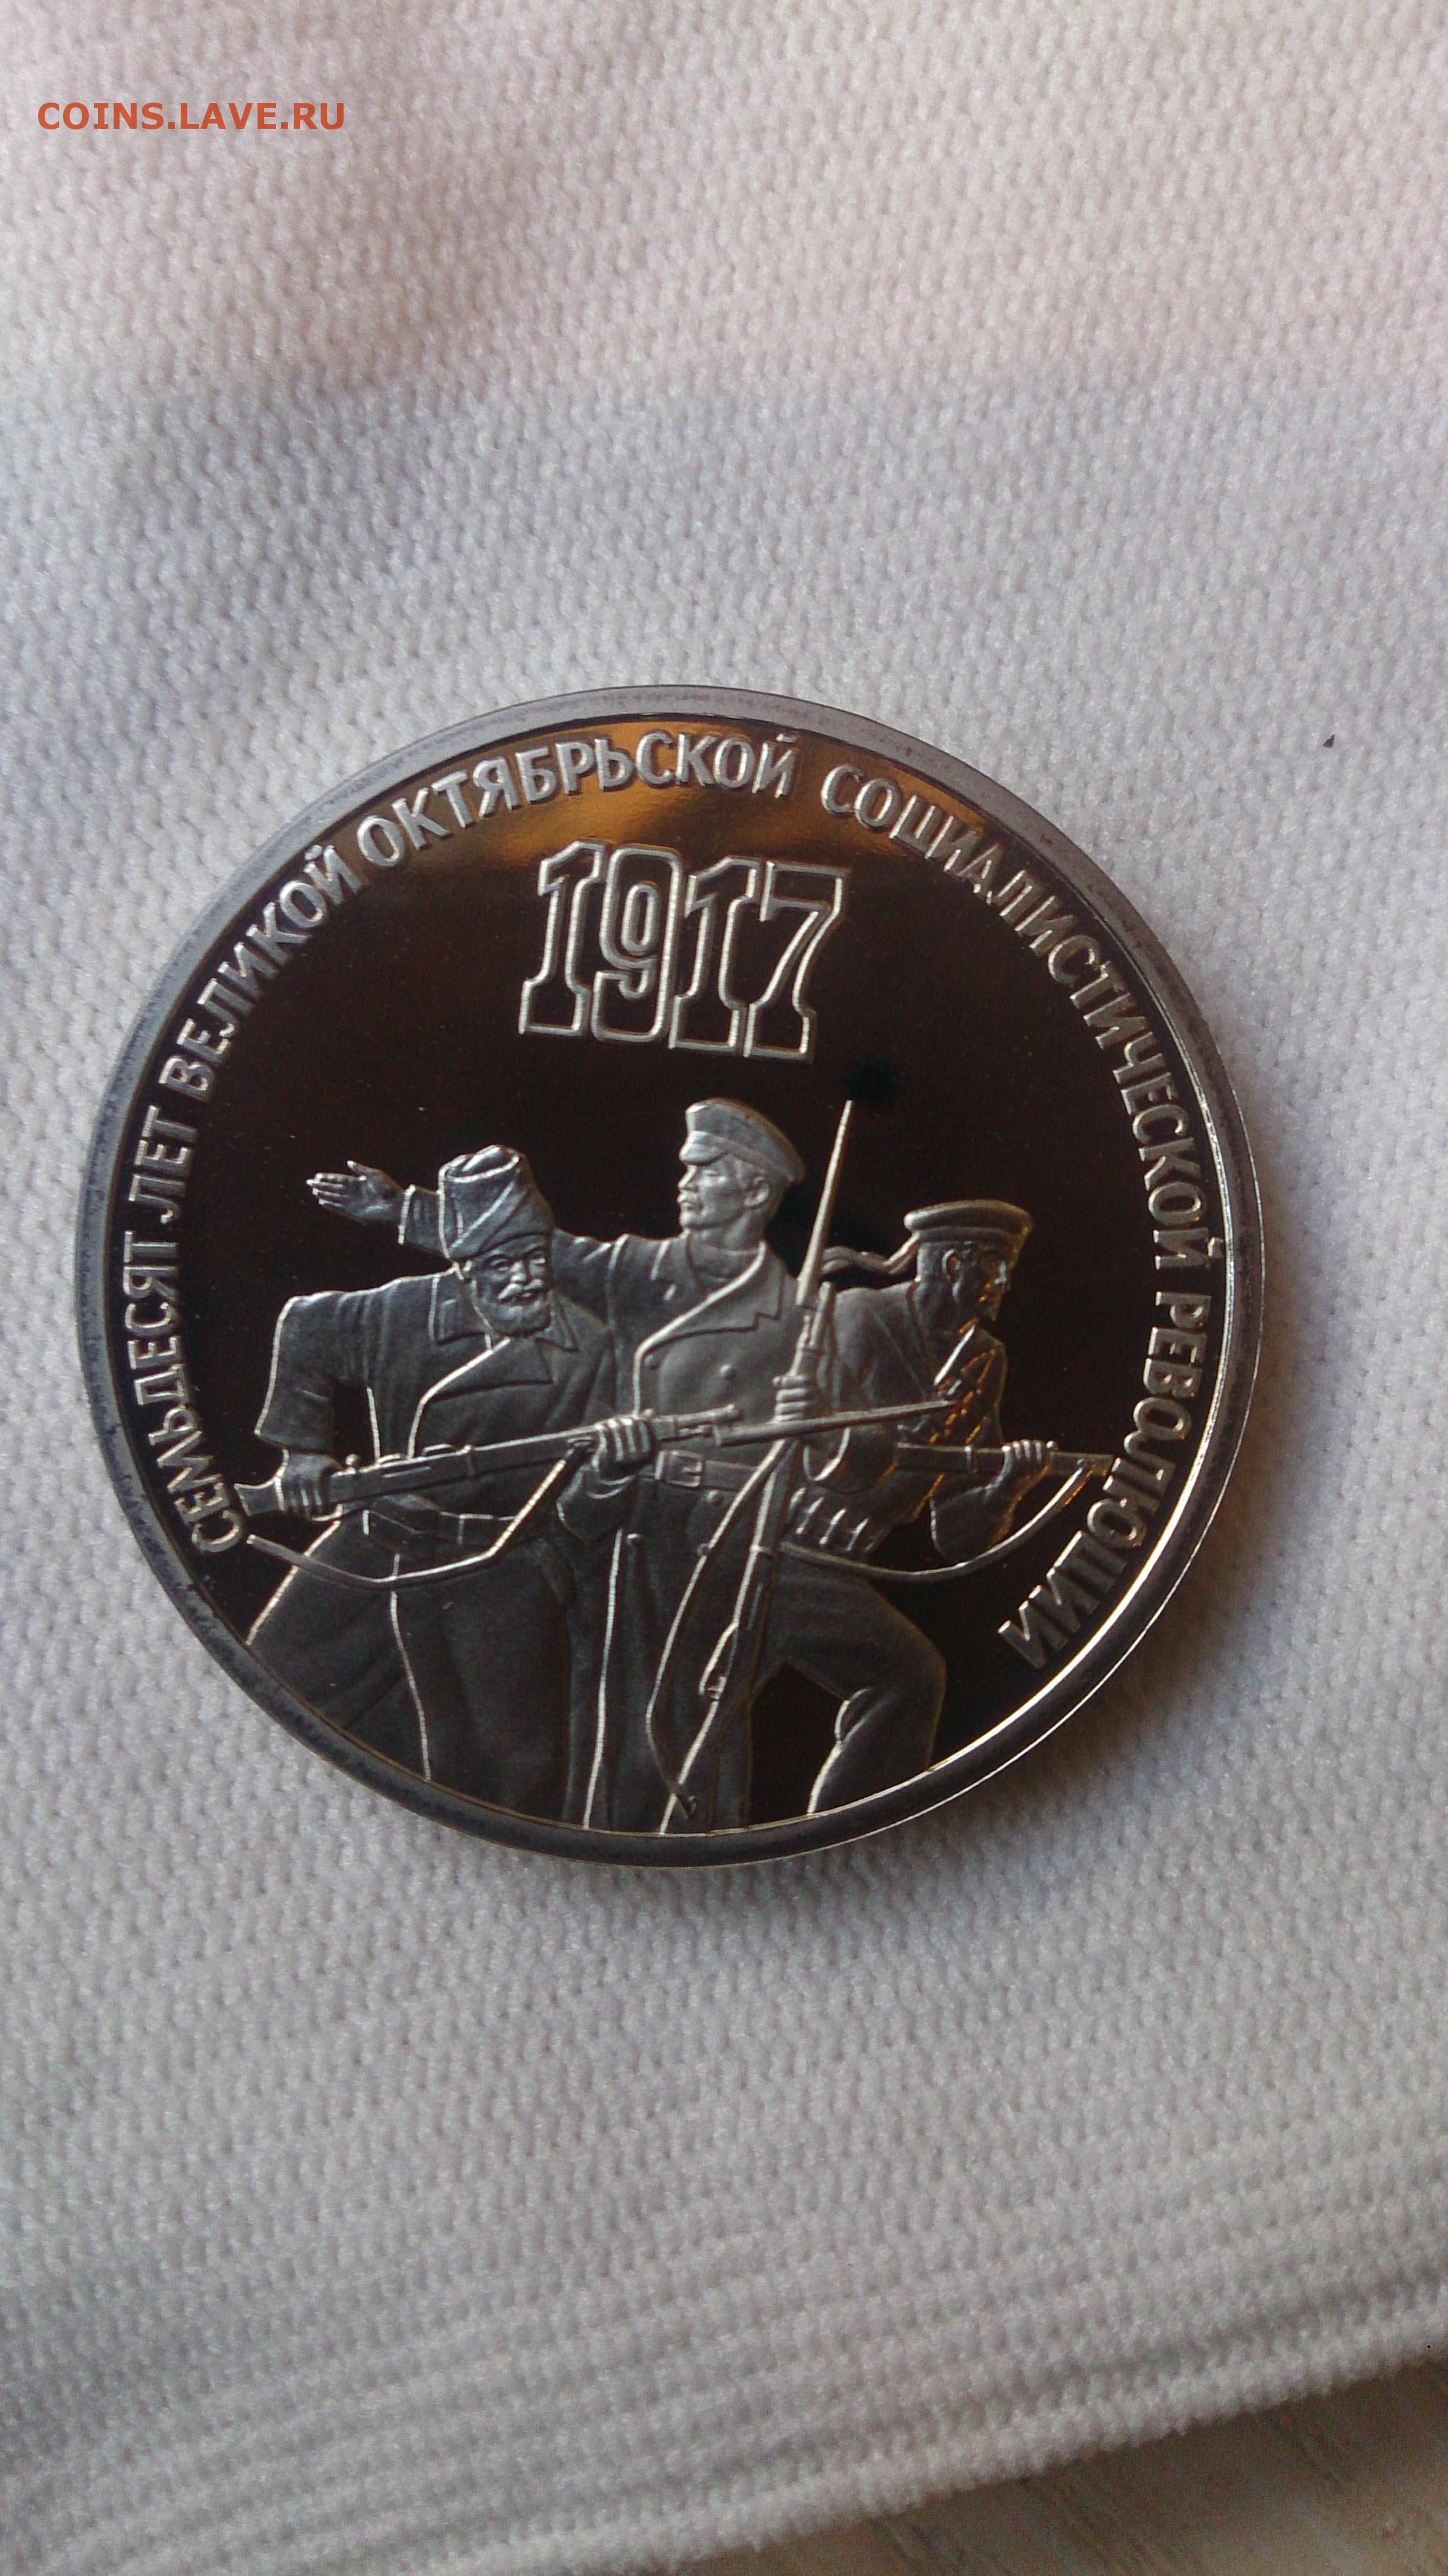 COINS.LAVE.RU
СЕМЬДЕСЯТ ЛЕТ ВЕЛИКОЙ ОКТЯБРЬСКОЙ СОЦИАЛИСТИЧЕСКОЙ РЕВОЛЮЦИИ
1917